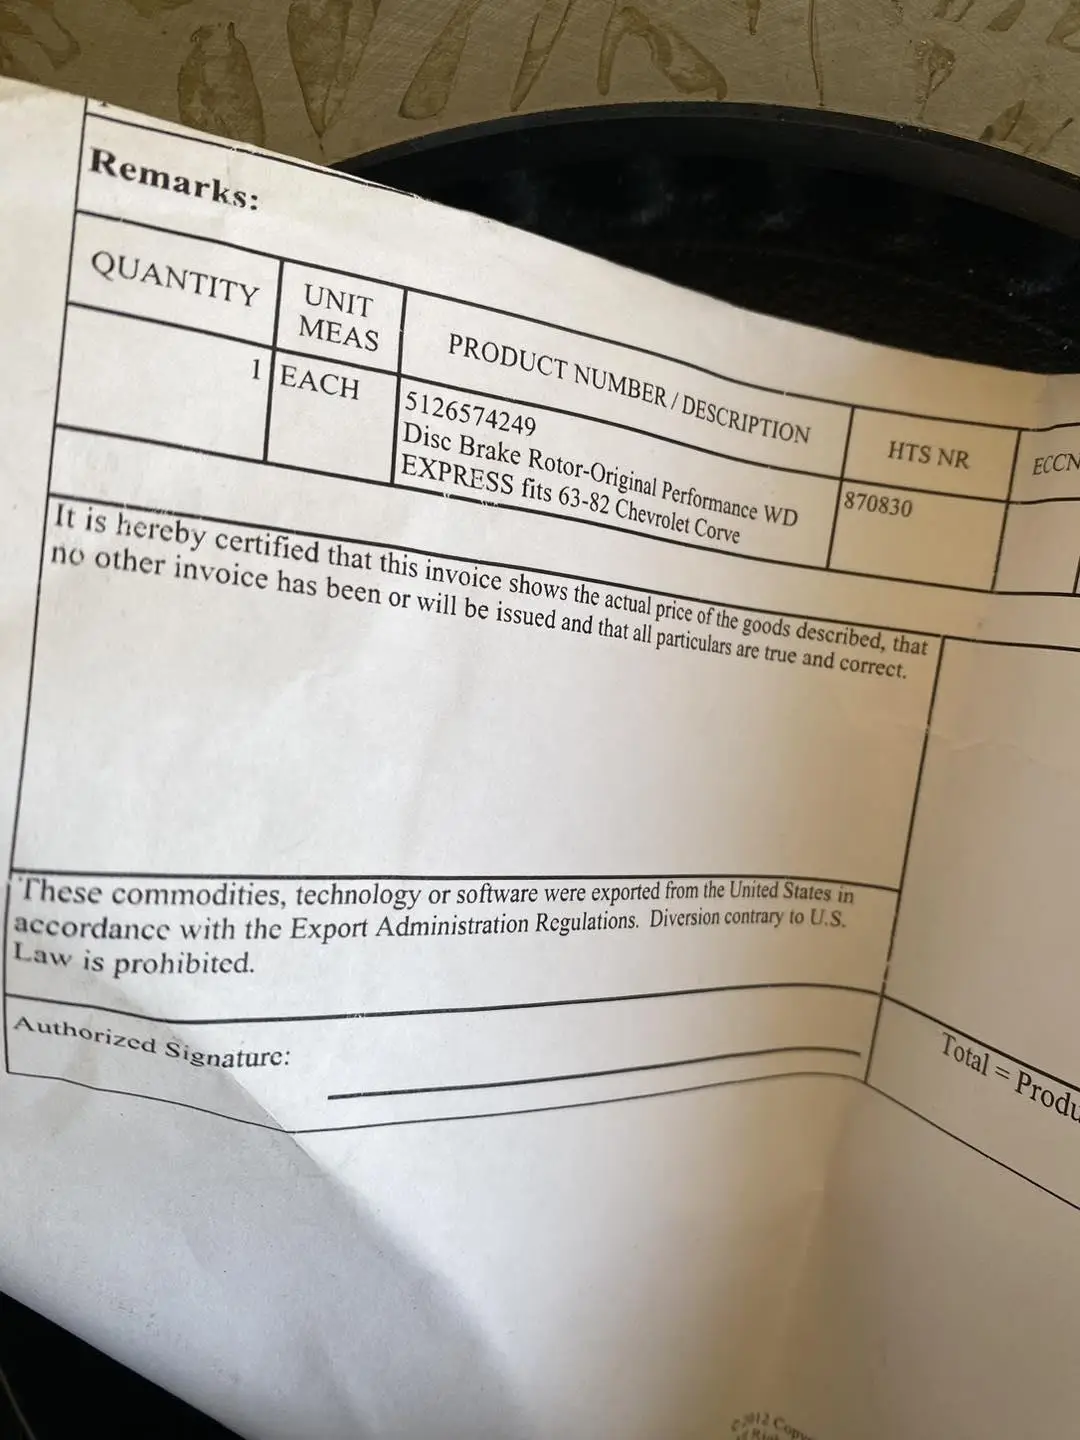 Remarks:
QUANTITY
UNIT
MEAS
PRODUCT NUMBER / DESCRIPTION
HTS NR
ECCN
1
EACH
5126574249
Disc Brake Rotor-Original Performance WD
EXPRESS fits 63-82 Chevrolet Corve
870830
It is hereby certified that this invoice shows the actual price of the goods described, that
no other invoice has been or will be issued and that all particulars are true and correct.
These commodities, technology or software were exported from the United States in
accordance with the Export Administration Regulations. Diversion contrary to U.S.
Law is prohibited.
Authorized Signature:
Total = Produ
©2012